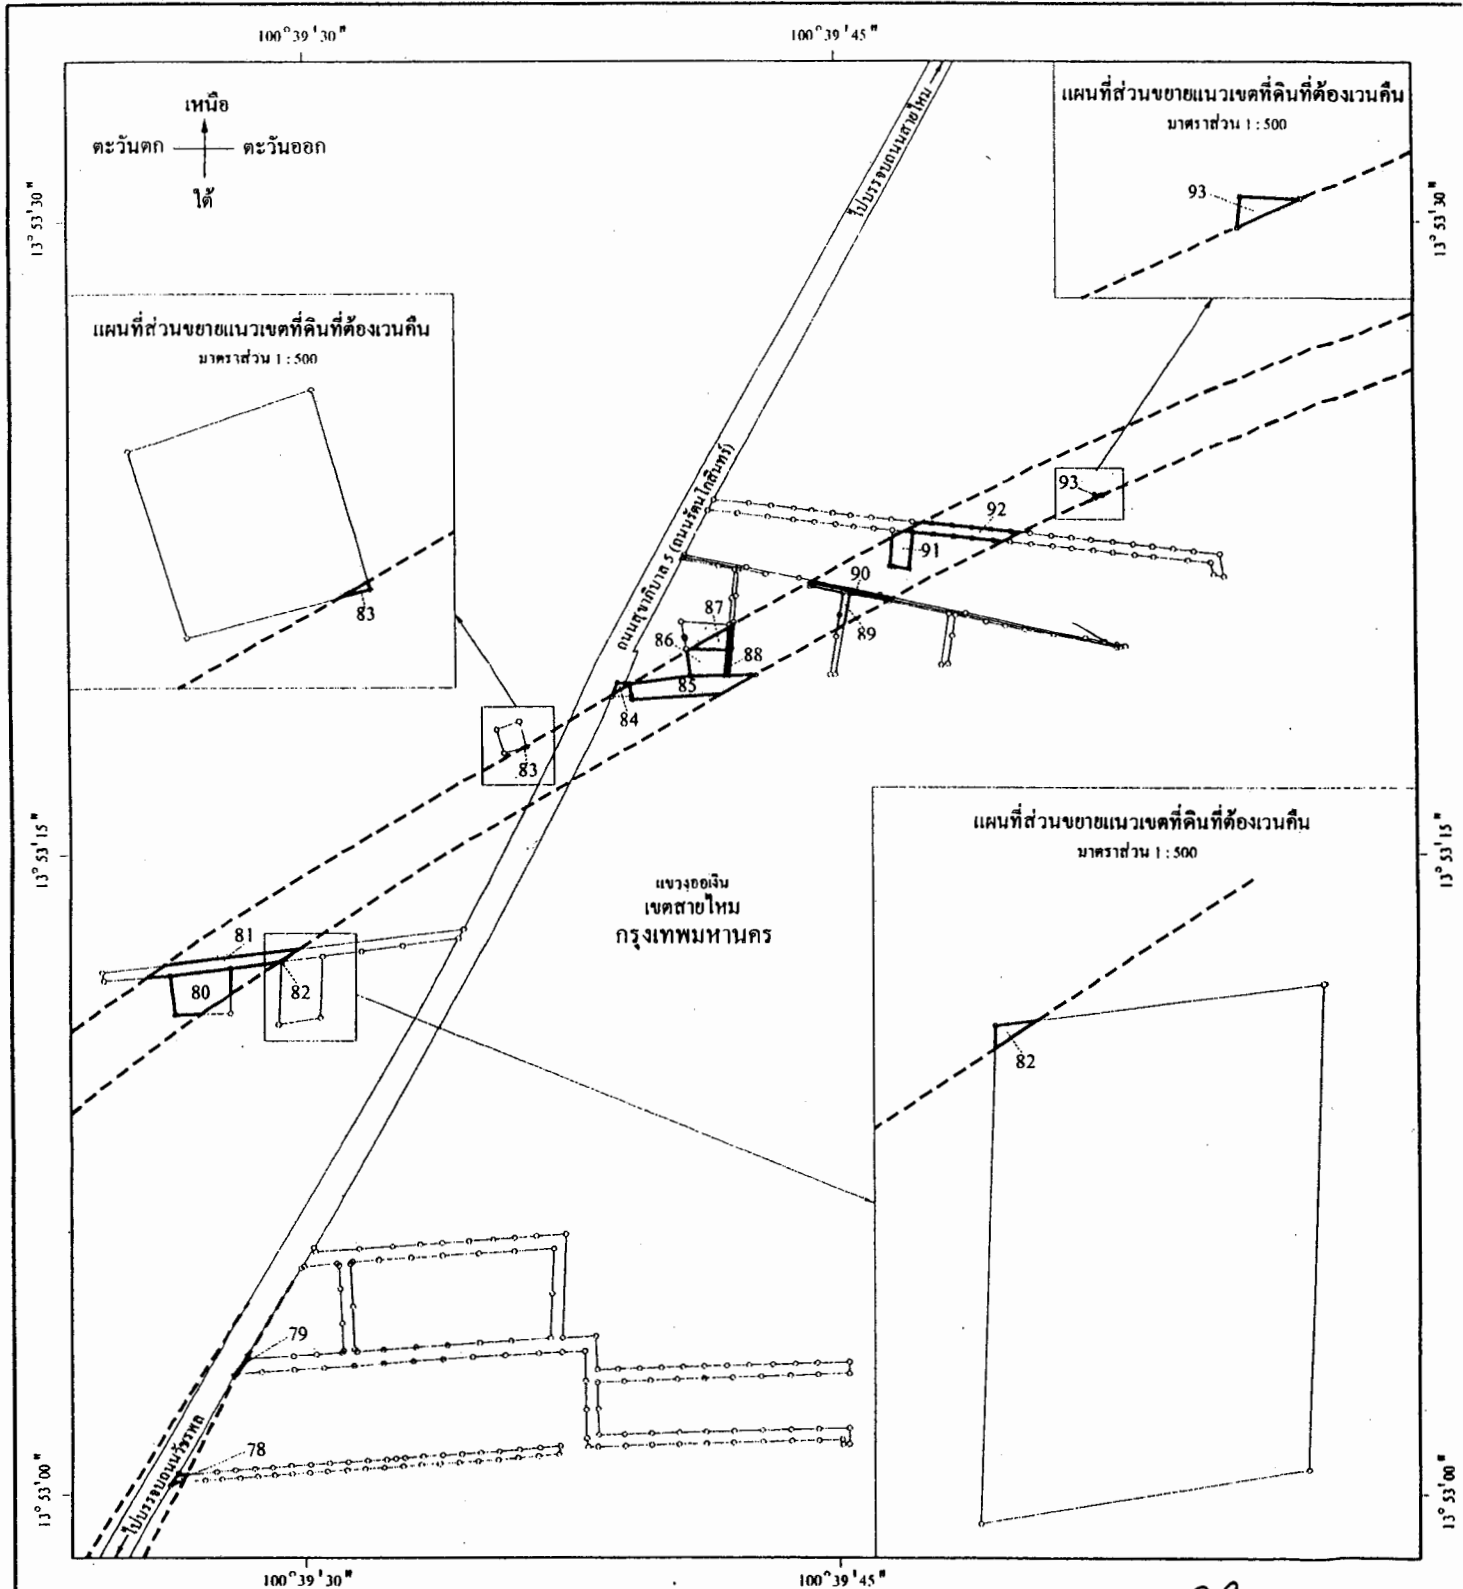 100°39'30"
100°39'45"
เหนือ
ตะวันตก
ตะวันออก
ใต้
13°53'30"
13°53'30"
ไปบรรจบถนนสายไหม
แผนที่ส่วนขยายแนวเขตที่ดินที่ต้องเวนคืน
มาตราส่วน 1 : 500
93
แผนที่ส่วนขยายแนวเขตที่ดินที่ต้องเวนคืน
มาตราส่วน 1 : 500
83
ถนนสุขาภิบาล 5 (ถนนรัตนโกสินทร์)
93
92
91
90
89
87
86
88
85
84
83
13°53'15"
13°53'15"
แขวงออเงิน
เขตสายไหม
กรุงเทพมหานคร
แผนที่ส่วนขยายแนวเขตที่ดินที่ต้องเวนคืน
มาตราส่วน 1 : 500
82
81
80
82
79
78
ไปบรรจบถนนวัชรพล
13°53'00"
13°53'00"
100°39'30"
100°39'45"